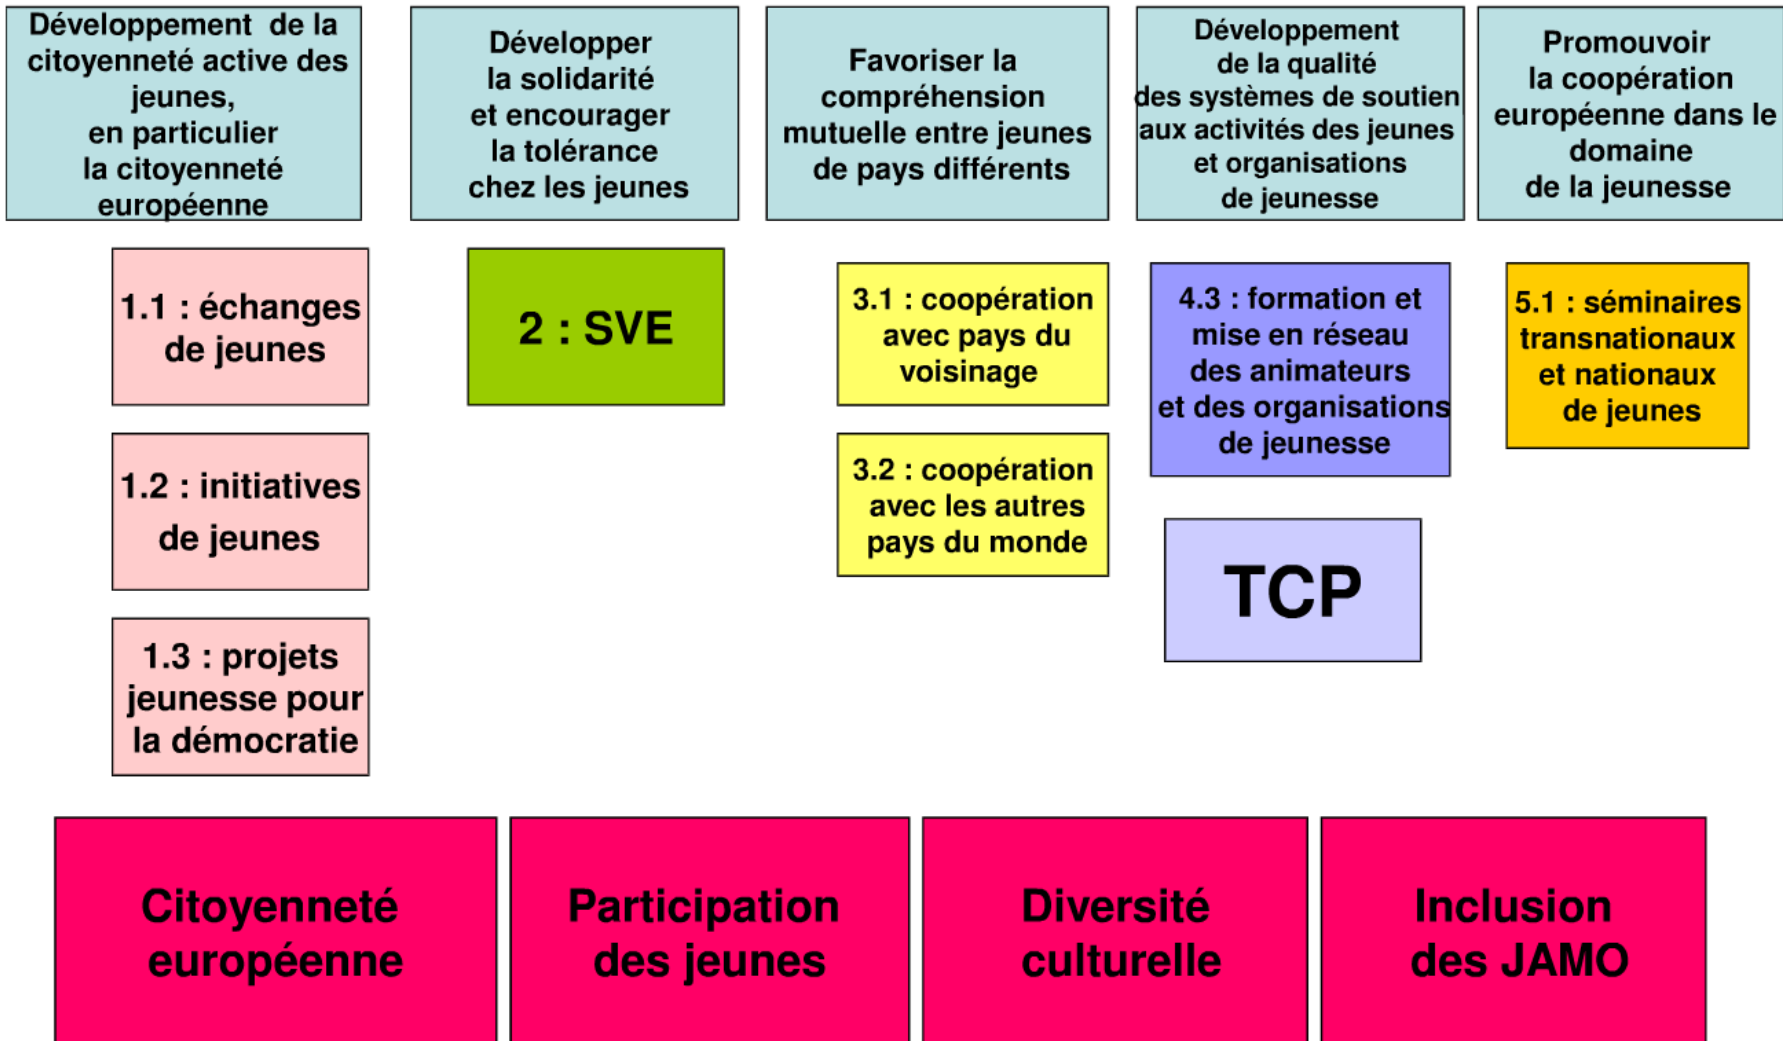 Développement de la
citoyenneté active des
jeunes,
en particulier
la citoyenneté
européenne
Développer
la solidarité
et encourager
la tolérance
chez les jeunes
Favoriser la
compréhension
mutuelle entre jeunes
de pays différents
Développement
de la qualité
des systèmes de soutien
aux activités des jeunes
et organisations
de jeunesse
Promouvoir
la coopération
européenne dans le
domaine
de la jeunesse
1.1 : échanges
de jeunes
2 : SVE
3.1 : coopération
avec pays du
voisinage
4.3 : formation et
mise en réseau
des animateurs
et des organisations
de jeunesse
5.1 : séminaires
transnationaux
et nationaux
de jeunes
1.2 : initiatives
de jeunes
3.2 : coopération
avec les autres
pays du monde
TCP
1.3 : projets
jeunesse pour
la démocratie
Citoyenneté
européenne
Participation
des jeunes
Diversité
culturelle
Inclusion
des JAMO